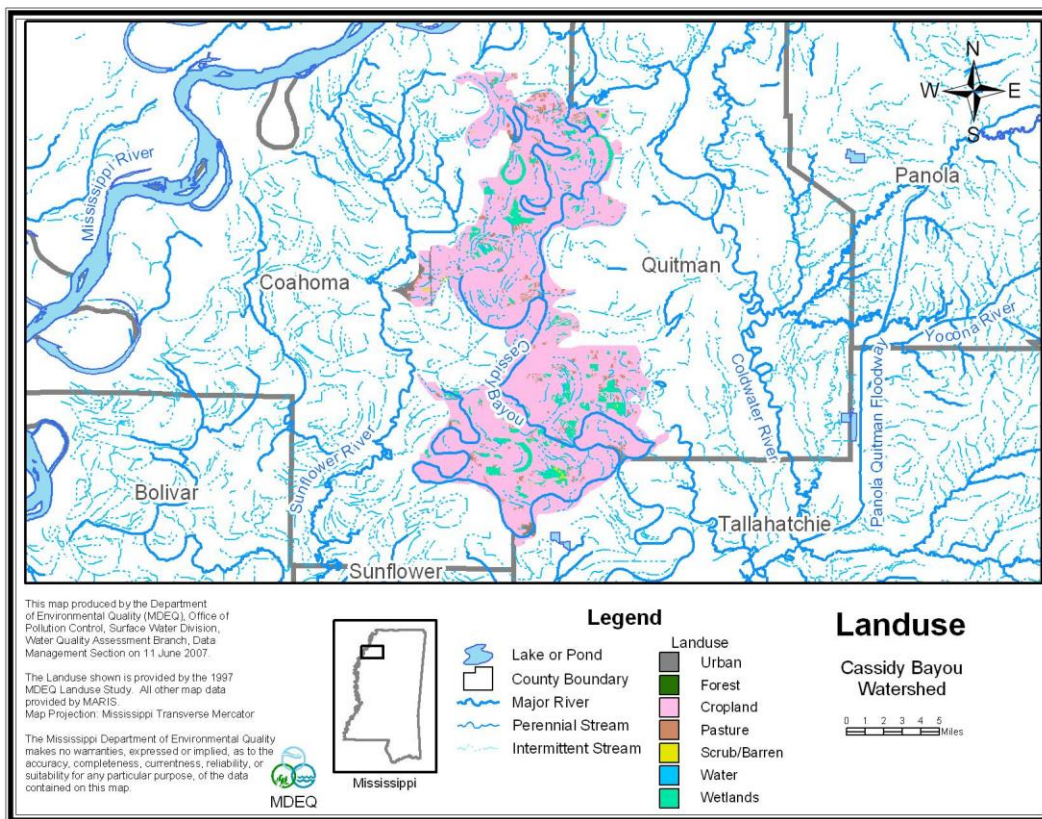 N
W
E
S
Mississippi River
Panola
Coahoma
Quitman
Yocona River
Cassidy
Bayou
Coldwater River
Panola Quitman Floodway
Sunflower River
Bolivar
Tallahatchie
Sunflower
This map produced by the Department
of Environmental Quality (MDEQ), Office of
Pollution Control, Surface Water Division,
Water Quality Assessment Branch, Data
Management Section on 11 June 2007.
The Landuse shown is provided by the 1997
MDEQ Landuse Study. All other map data
provided by MARIS.
Map Projection: Mississippi Transverse Mercator
The Mississippi Department of Environmental Quality
makes no warranties, expressed or implied, as to the
accuracy, completeness, currentness, reliability, or
suitability for any particular purpose, of the data
contained on this map.
MDEQ
Mississippi
Legend
Lake or Pond
County Boundary
Major River
Perennial Stream
Intermittent Stream
Landuse
Urban
Forest
Cropland
Pasture
Scrub/Barren
Water
Wetlands
Landuse
Cassidy Bayou
Watershed
0 1 2 3 4 5
Miles